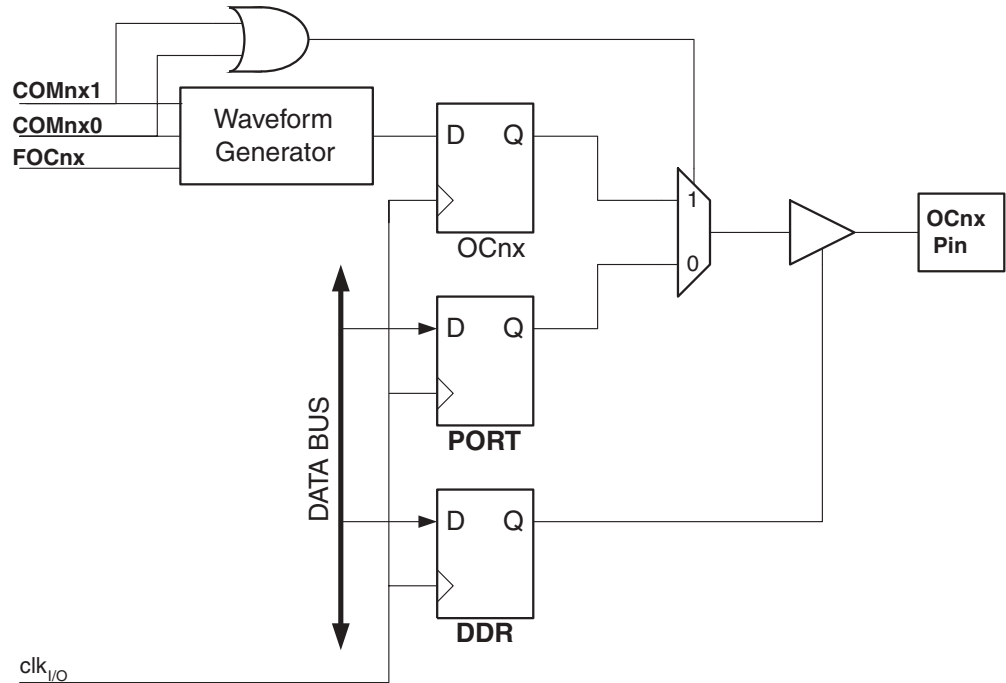 COMnx1
COMnx0
FOCnx
Waveform
Generator
D Q
OCnx
1
0
OCnx
Pin
D Q
PORT
DATA BUS
D Q
DDR
clkI/O